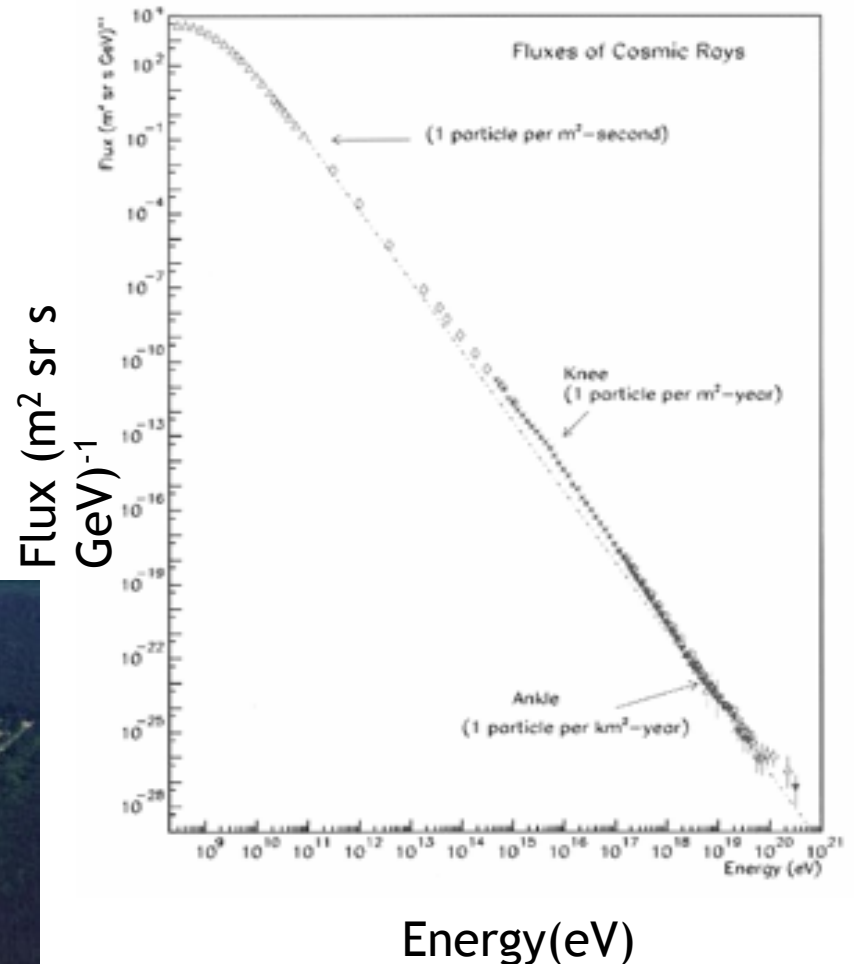 10⁴
Flux (m² sr s GeV)⁻¹
Fluxes of Cosmic Rays
10²
(1 particle per m²−second)
10⁻¹
10⁻⁴
10⁻⁷
10⁻¹⁰
Knee
(1 particle per m²−year)
10⁻¹³
10⁻¹⁶
10⁻¹⁹
10⁻²²
Ankle
(1 particle per km²−year)
10⁻²⁵
10⁻²⁸
10⁹ 10¹⁰ 10¹¹ 10¹² 10¹³ 10¹⁴ 10¹⁵ 10¹⁶ 10¹⁷ 10¹⁸ 10¹⁹ 10²⁰ 10²¹
Energy (eV)
Flux (m² sr s
GeV)⁻¹
Energy(eV)